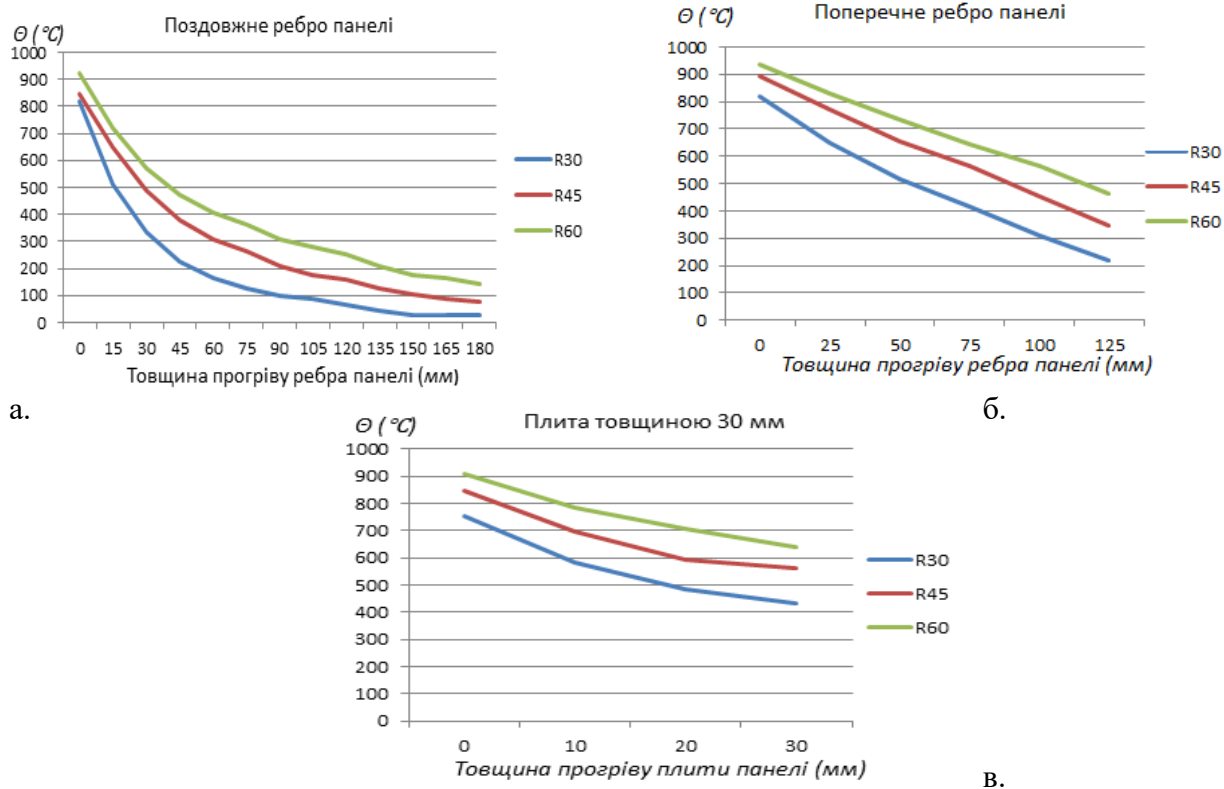 Поздовжне ребро панелі
Θ (℃)
1000
900
800
700
600
500
400
300
200
100
0
0 15 30 45 60 75 90 105 120 135 150 165 180
Товщина прогріву ребра панелі (мм)
R30
R45
R60
а.
Поперечне ребро панелі
Θ (℃)
1000
900
800
700
600
500
400
300
200
100
0
0 25 50 75 100 125
Товщина прогріву ребра панелі (мм)
R30
R45
R60
б.
Плита товщиною 30 мм
Θ (℃)
1000
900
800
700
600
500
400
300
200
100
0
0 10 20 30
Товщина прогріву плити панелі (мм)
R30
R45
R60
в.